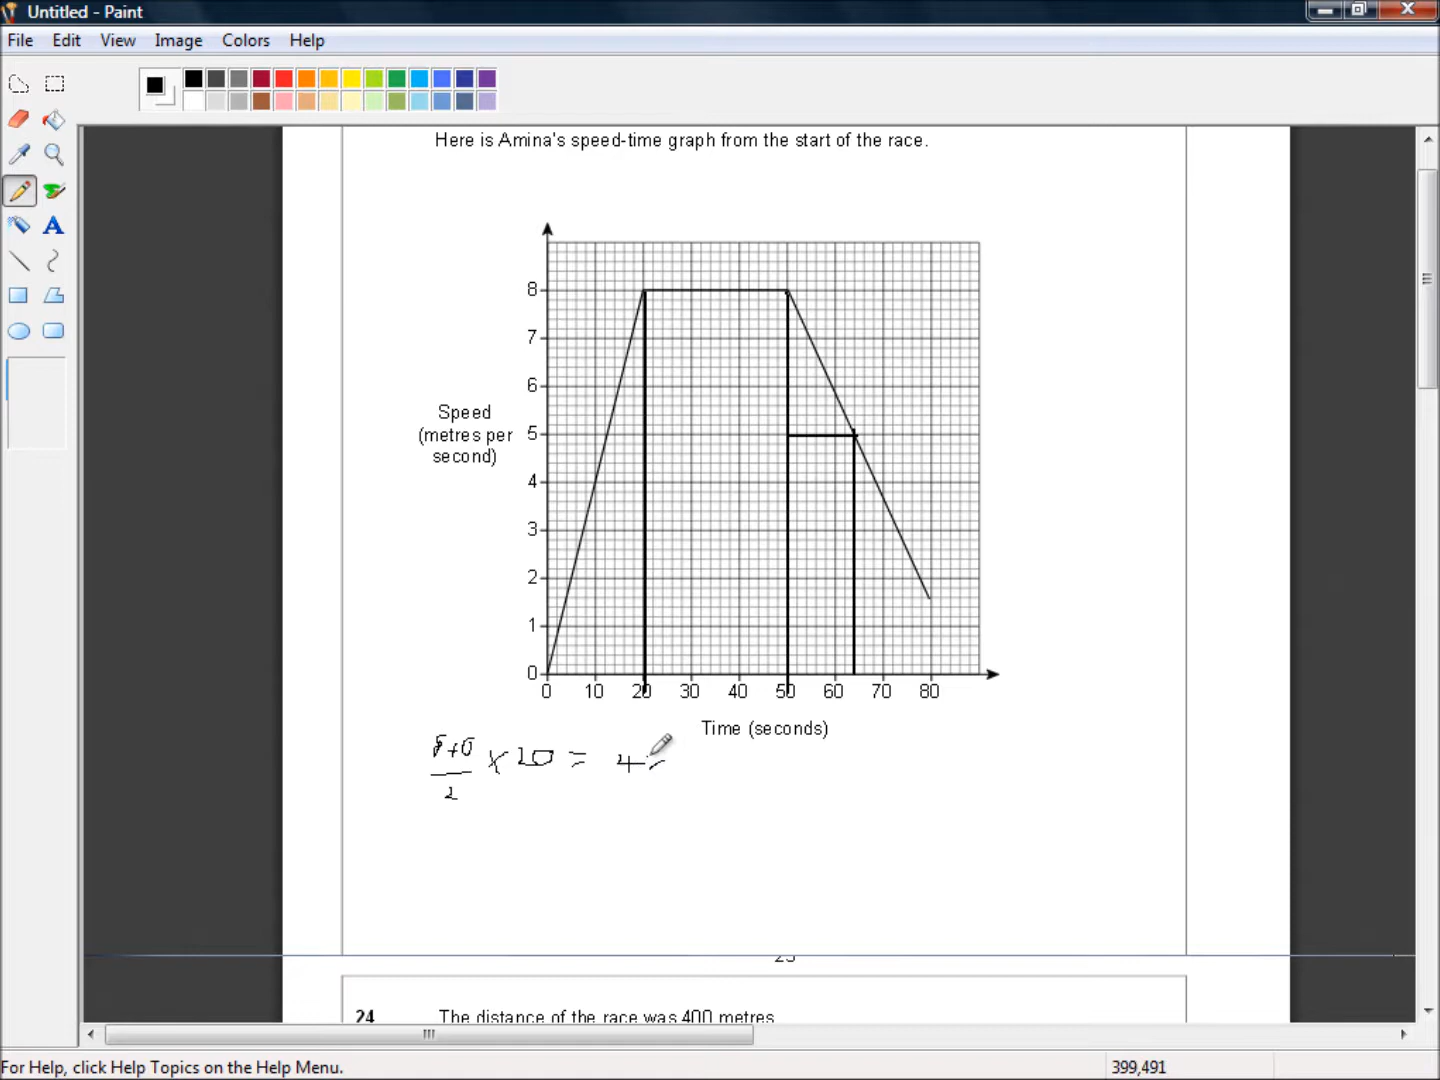 Untitled - Paint
File Edit View Image Colors Help
Here is Amina's speed-time graph from the start of the race.
8
7
6
5
4
3
2
1
0
Speed
(metres per
second)
0 10 20 30 40 50 60 70 80
Time (seconds)
8+0
2
× 20 = 4
24 The distance of the race was 400 metres
For Help, click Help Topics on the Help Menu.
399,491